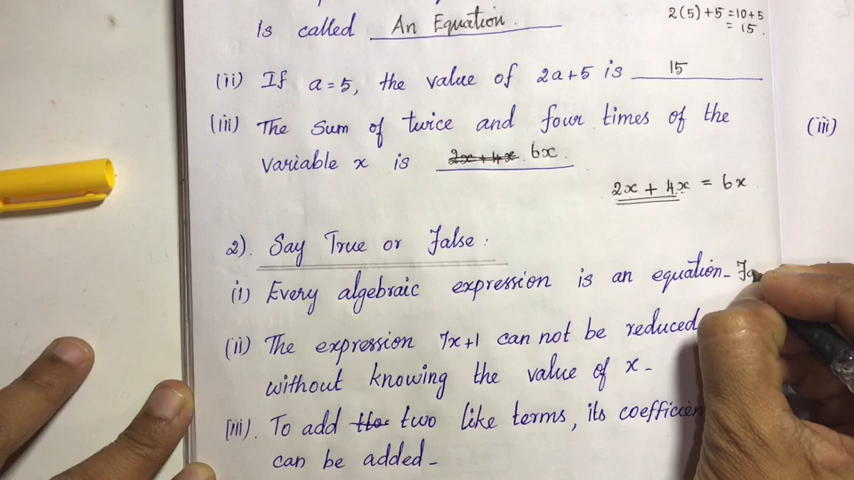 is called An Equation.
2(5)+5=10+5
= 15.
(ii) If a=5, the value of 2a+5 is 15
(iii) The Sum of twice and four times of the
variable x is 2x+4x 6x.
2x + 4x = 6x
(iii)
2). Say True or False:
(i) Every algebraic expression is an equation-
(ii) The expression 7x+1 can not be reduced
without knowing the value of x-
(iii). To add two like terms, its
can be added-